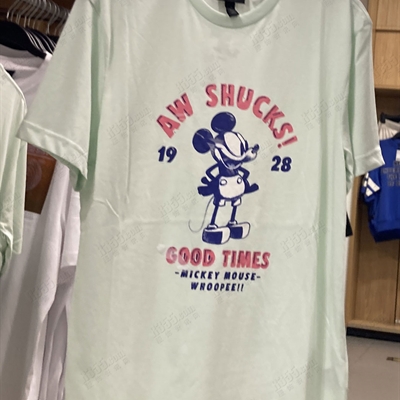 AW SHUCKS!
19 28
GOOD TIMES
-MICKEY MOUSE-
WHOOPEE!!